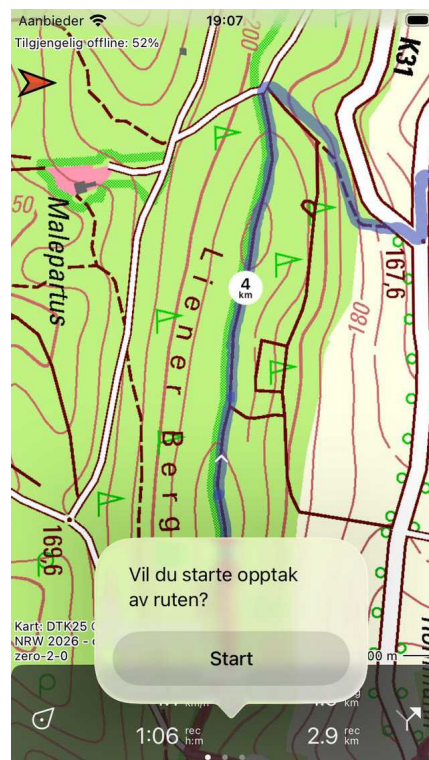 Aanbieder 19:07
Tilgjengelig offline: 52%
200
K31
50
Malepartus
167,6
4
km
180
Liener Berg
169,6
Vil du starte opptak
av ruten?
Kart: DTK25
NRW 2026 -
zero-2-0
Start
00 m
km/h
km
1:06 rec
h:m
2.9 rec
km